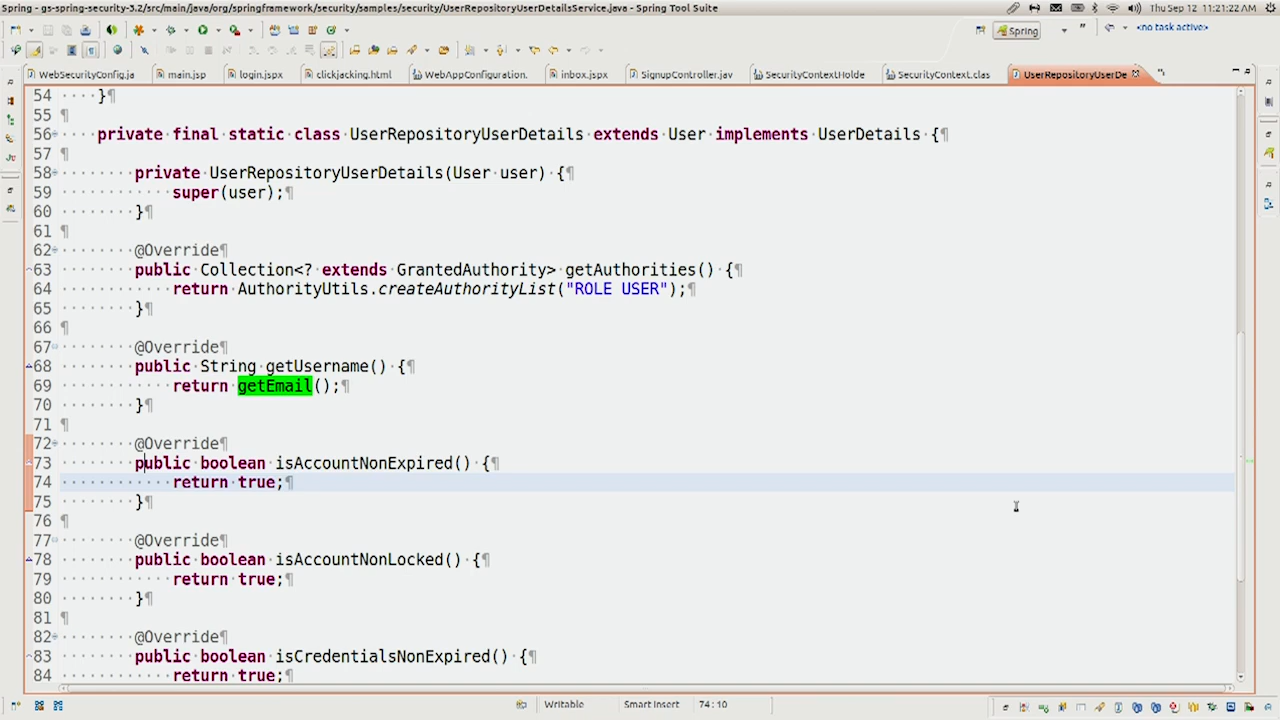 Spring - gs-spring-security-3.2/src/main/java/org/springframework/security/samples/security/UserRepositoryUserDetailsService.java - Spring Tool Suite
Thu Sep 12 11:21:22 AM
Spring
<no task active>
WebSecurityConfig.ja
main.jsp
login.jspx
clickjacking.html
WebAppConfiguration.
inbox.jspx
SignupController.jav
SecurityContextHolde
SecurityContext.clas
UserRepositoryUserDe
54 ····}¶
55 ¶
56 ····private·final·static·class·UserRepositoryUserDetails·extends·User·implements·UserDetails·{¶
57 ¶
58 ········private·UserRepositoryUserDetails(User·user)·{¶
59 ············super(user);¶
60 ········}¶
61 ¶
62 ········@Override¶
63 ········public·Collection<?·extends·GrantedAuthority>·getAuthorities()·{¶
64 ············return·AuthorityUtils.createAuthorityList("ROLE USER");¶
65 ········}¶
66 ¶
67 ········@Override¶
68 ········public·String·getUsername()·{¶
69 ············return·getEmail();¶
70 ········}¶
71 ¶
72 ········@Override¶
73 ········public·boolean·isAccountNonExpired()·{¶
74 ············return·true;¶
75 ········}¶
76 ¶
77 ········@Override¶
78 ········public·boolean·isAccountNonLocked()·{¶
79 ············return·true;¶
80 ········}¶
81 ¶
82 ········@Override¶
83 ········public·boolean·isCredentialsNonExpired()·{¶
84 ············return·true;¶
Writable
Smart Insert
74 : 10